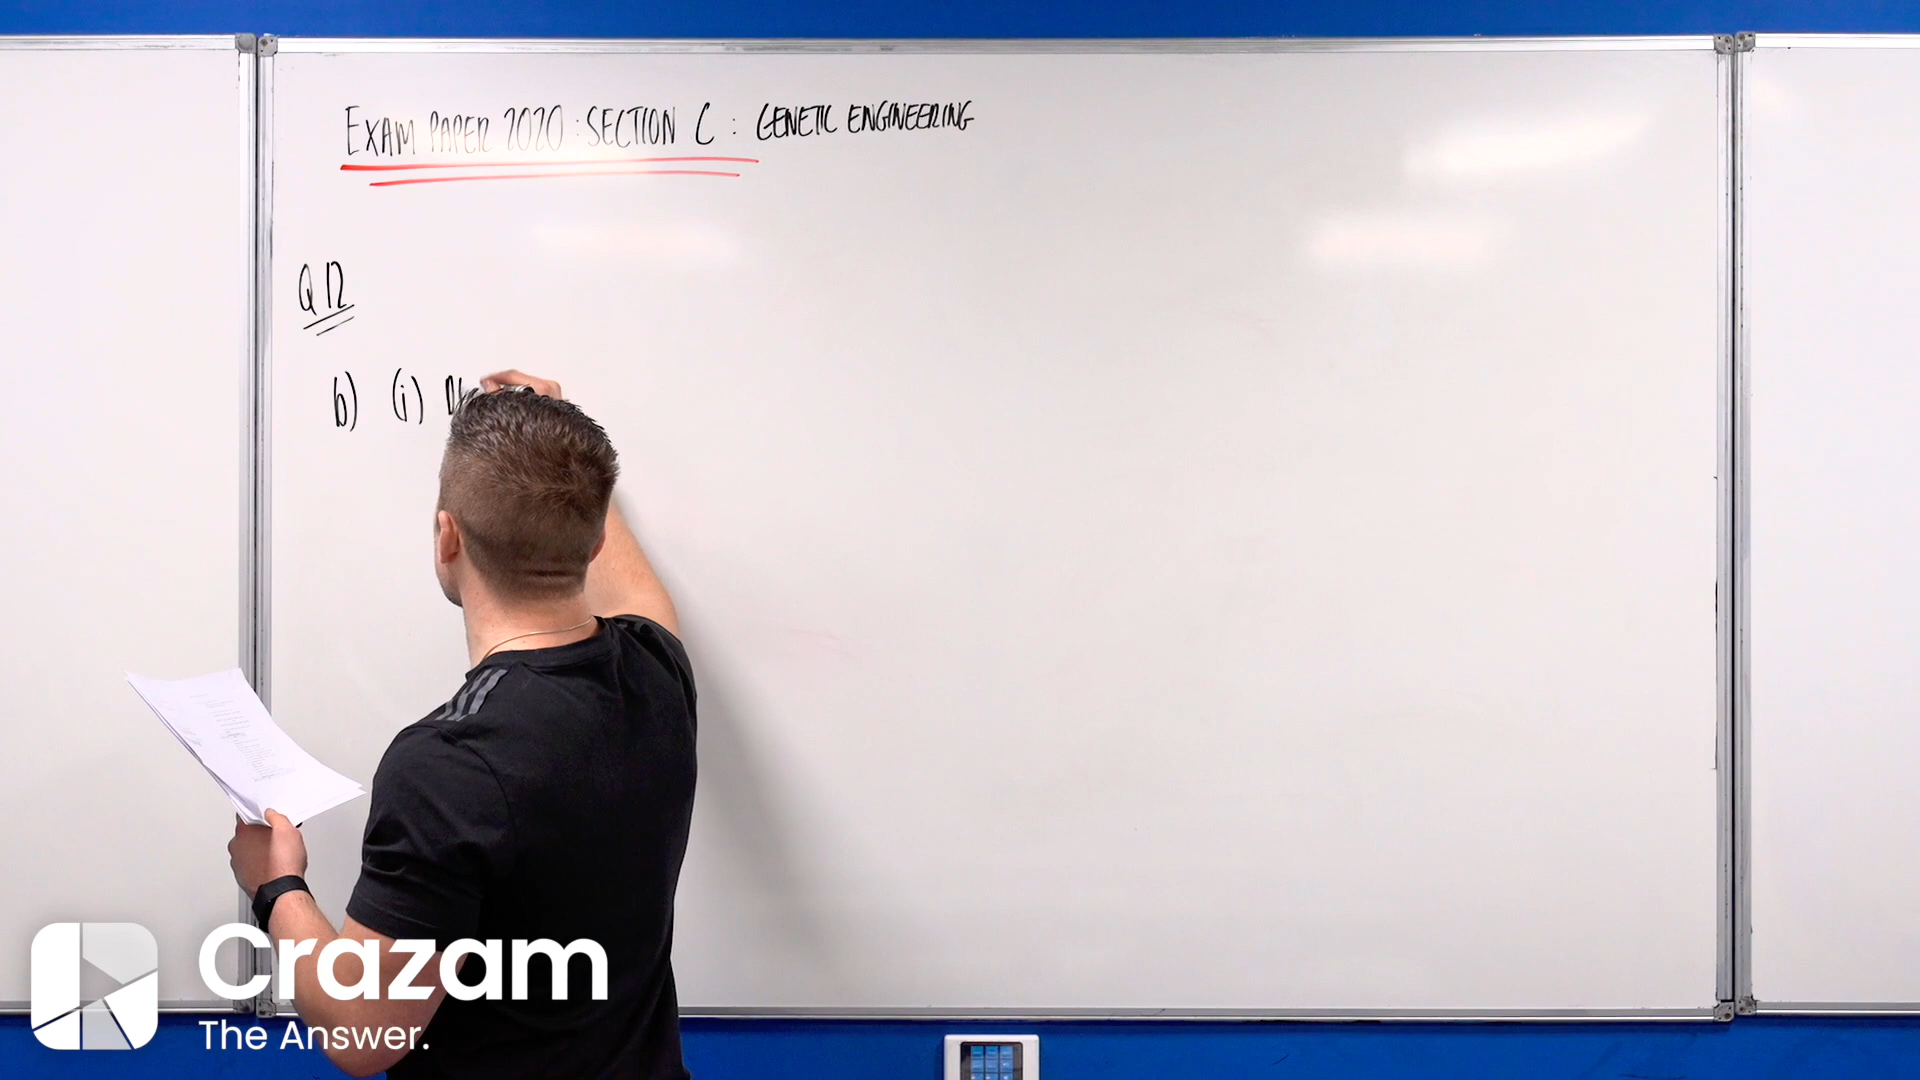 EXAM PAPER 2020 : SECTION C : GENETIC ENGINEERING
Q12
b) (i)
Crazam
The Answer.